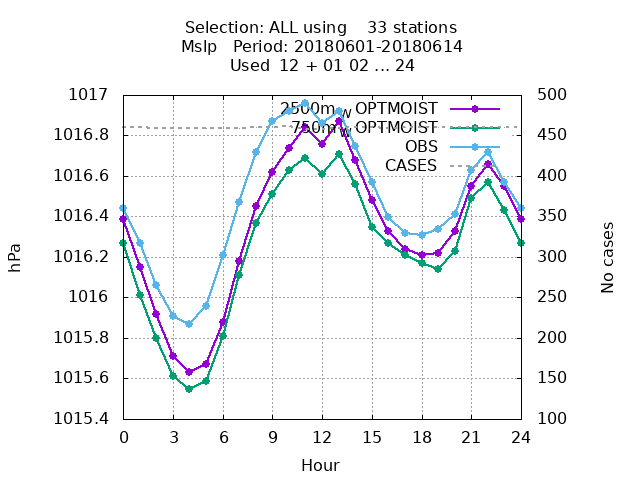 Selection: ALL using    33 stations
Mslp   Period: 20180601-20180614
Used  12 + 01 02 ... 24
1017
1016.8
1016.6
1016.4
1016.2
1016
1015.8
1015.6
1015.4
hPa
2500m_W OPTMOIST
750m_W OPTMOIST
OBS
CASES
500
450
400
350
300
250
200
150
100
No cases
0 3 6 9 12 15 18 21 24
Hour